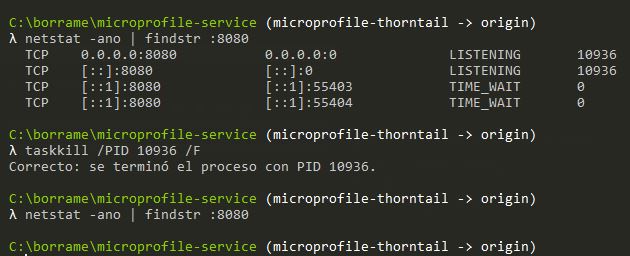 C:\borrame\microprofile-service (microprofile-thorntail -> origin)
λ netstat -ano | findstr :8080
TCP 0.0.0.0:8080 0.0.0.0:0 LISTENING 10936
TCP [::]:8080 [::]:0 LISTENING 10936
TCP [::1]:8080 [::1]:55403 TIME_WAIT 0
TCP [::1]:8080 [::1]:55404 TIME_WAIT 0
C:\borrame\microprofile-service (microprofile-thorntail -> origin)
λ taskkill /PID 10936 /F
Correcto: se terminó el proceso con PID 10936.
C:\borrame\microprofile-service (microprofile-thorntail -> origin)
λ netstat -ano | findstr :8080
C:\borrame\microprofile-service (microprofile-thorntail -> origin)